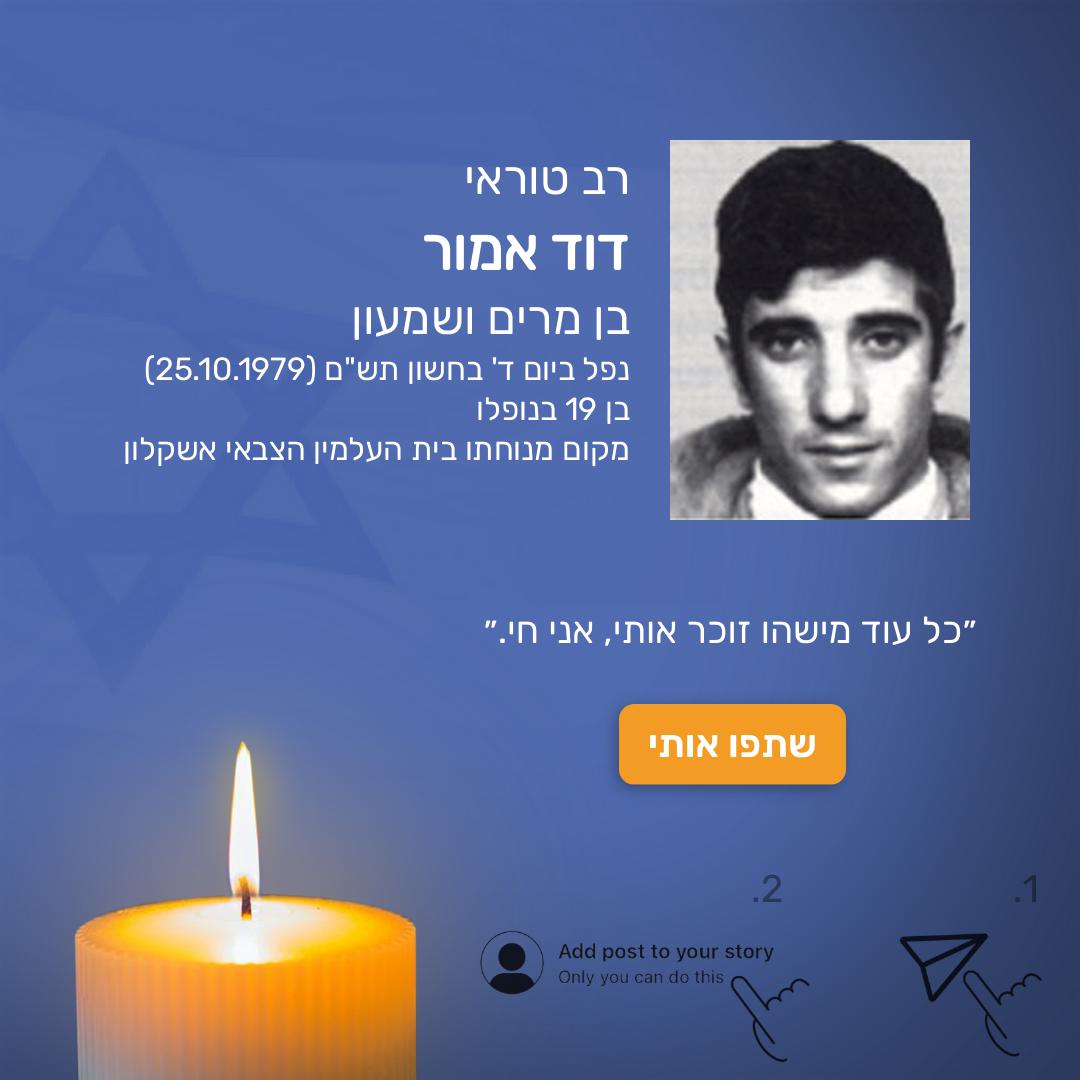 רב טוראי
דוד אמור
בן מרים ושמעון
נפל ביום ד' בחשון תש"ם (25.10.1979)
בן 19 בנופלו
מקום מנוחתו בית העלמין הצבאי אשקלון
״כל עוד מישהו זוכר אותי, אני חי.״
שתפו אותי
1.
2.
Add post to your story
Only you can do this